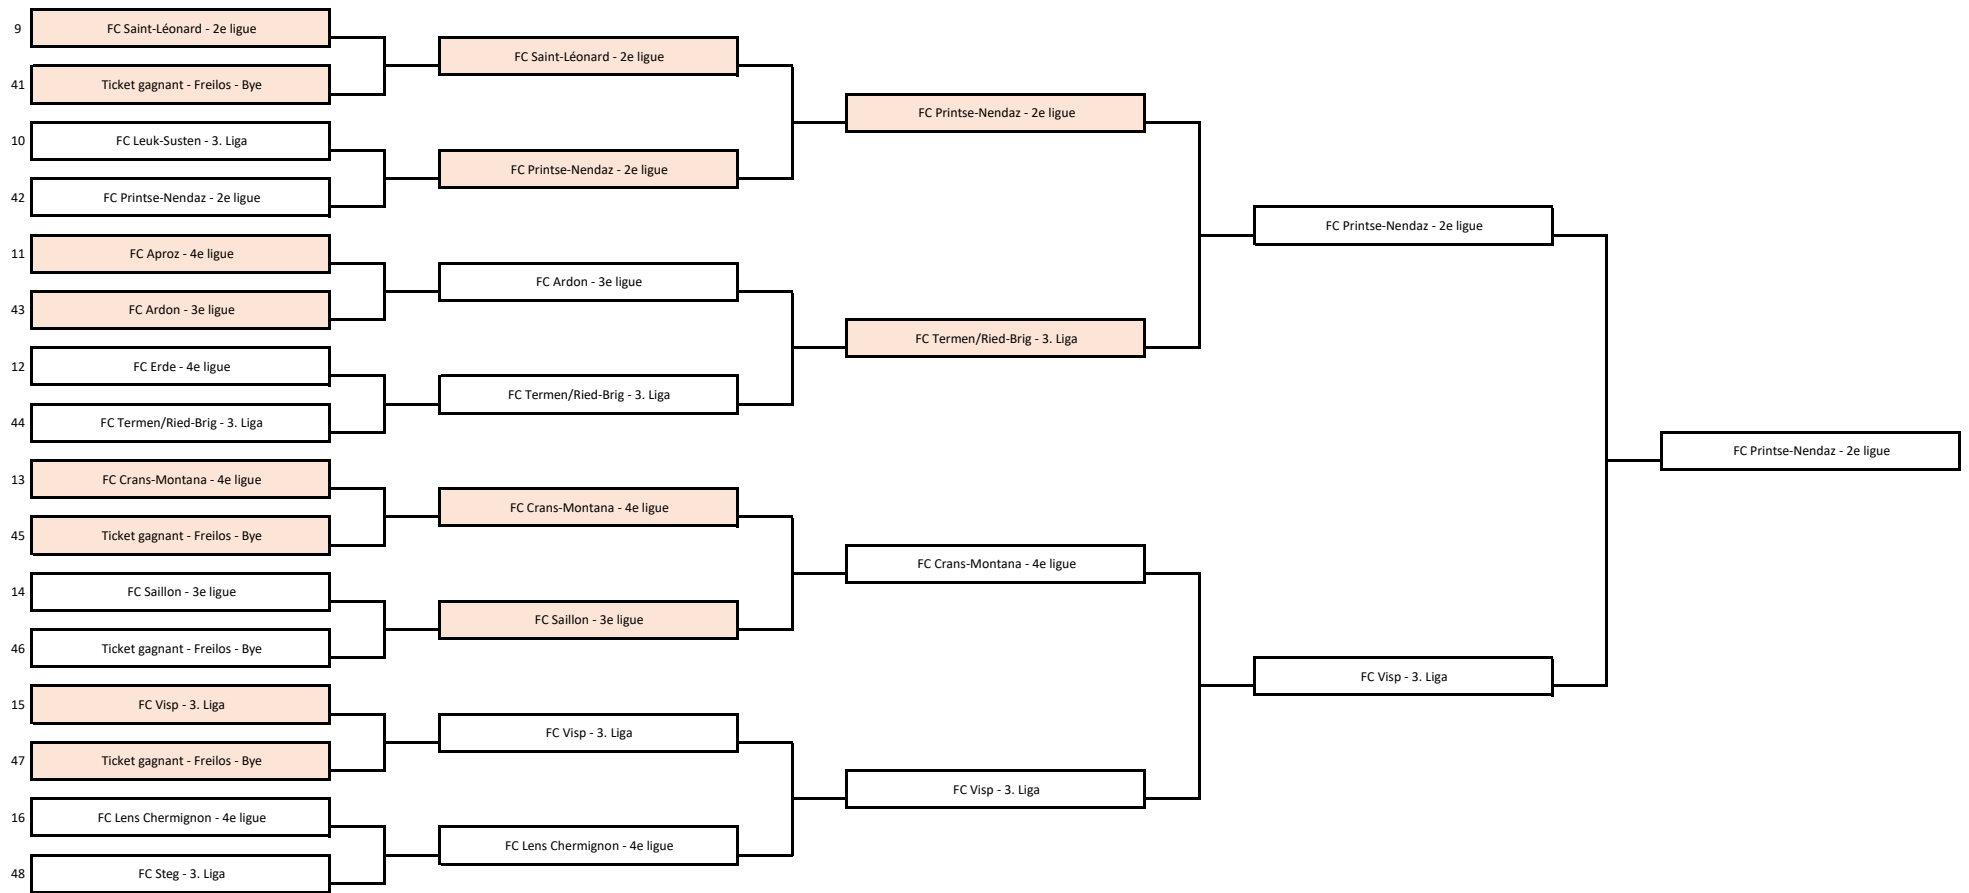 9
FC Saint-Léonard - 2e ligue
41
Ticket gagnant - Freilos - Bye
10
FC Leuk-Susten - 3. Liga
42
FC Printse-Nendaz - 2e ligue
11
FC Aproz - 4e ligue
43
FC Ardon - 3e ligue
12
FC Erde - 4e ligue
44
FC Termen/Ried-Brig - 3. Liga
13
FC Crans-Montana - 4e ligue
45
Ticket gagnant - Freilos - Bye
14
FC Saillon - 3e ligue
46
Ticket gagnant - Freilos - Bye
15
FC Visp - 3. Liga
47
Ticket gagnant - Freilos - Bye
16
FC Lens Chermignon - 4e ligue
48
FC Steg - 3. Liga
FC Saint-Léonard - 2e ligue
FC Printse-Nendaz - 2e ligue
FC Ardon - 3e ligue
FC Termen/Ried-Brig - 3. Liga
FC Crans-Montana - 4e ligue
FC Saillon - 3e ligue
FC Visp - 3. Liga
FC Lens Chermignon - 4e ligue
FC Printse-Nendaz - 2e ligue
FC Termen/Ried-Brig - 3. Liga
FC Crans-Montana - 4e ligue
FC Visp - 3. Liga
FC Printse-Nendaz - 2e ligue
FC Visp - 3. Liga
FC Printse-Nendaz - 2e ligue